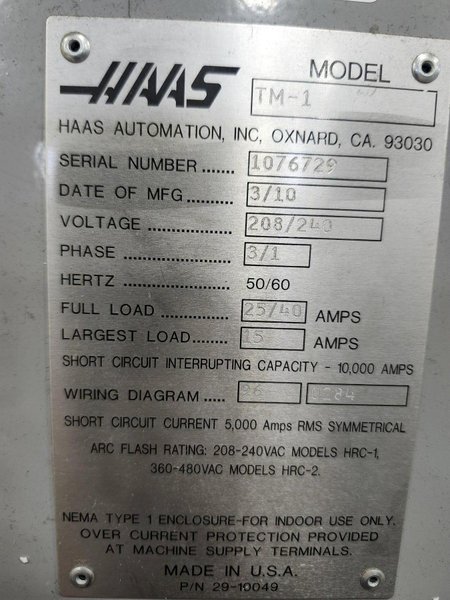 HAAS
MODEL
TM-1
HAAS AUTOMATION, INC, OXNARD, CA. 93030
SERIAL NUMBER ....... 1076729
DATE OF MFG ........ 3/10
VOLTAGE ............... 208/240
PHASE .................. 3/1
HERTZ .................. 50/60
FULL LOAD ............ 25/40 AMPS
LARGEST LOAD..... 15 AMPS
SHORT CIRCUIT INTERRUPTING CAPACITY - 10,000 AMPS
WIRING DIAGRAM ..... 96 0284
SHORT CIRCUIT CURRENT 5,000 Amps RMS SYMMETRICAL
ARC FLASH RATING: 208-240VAC MODELS HRC-1,
360-480VAC MODELS HRC-2.
NEMA TYPE 1 ENCLOSURE-FOR INDOOR USE ONLY.
OVER CURRENT PROTECTION PROVIDED
AT MACHINE SUPPLY TERMINALS.
MADE IN U.S.A.
P/N 29-10049